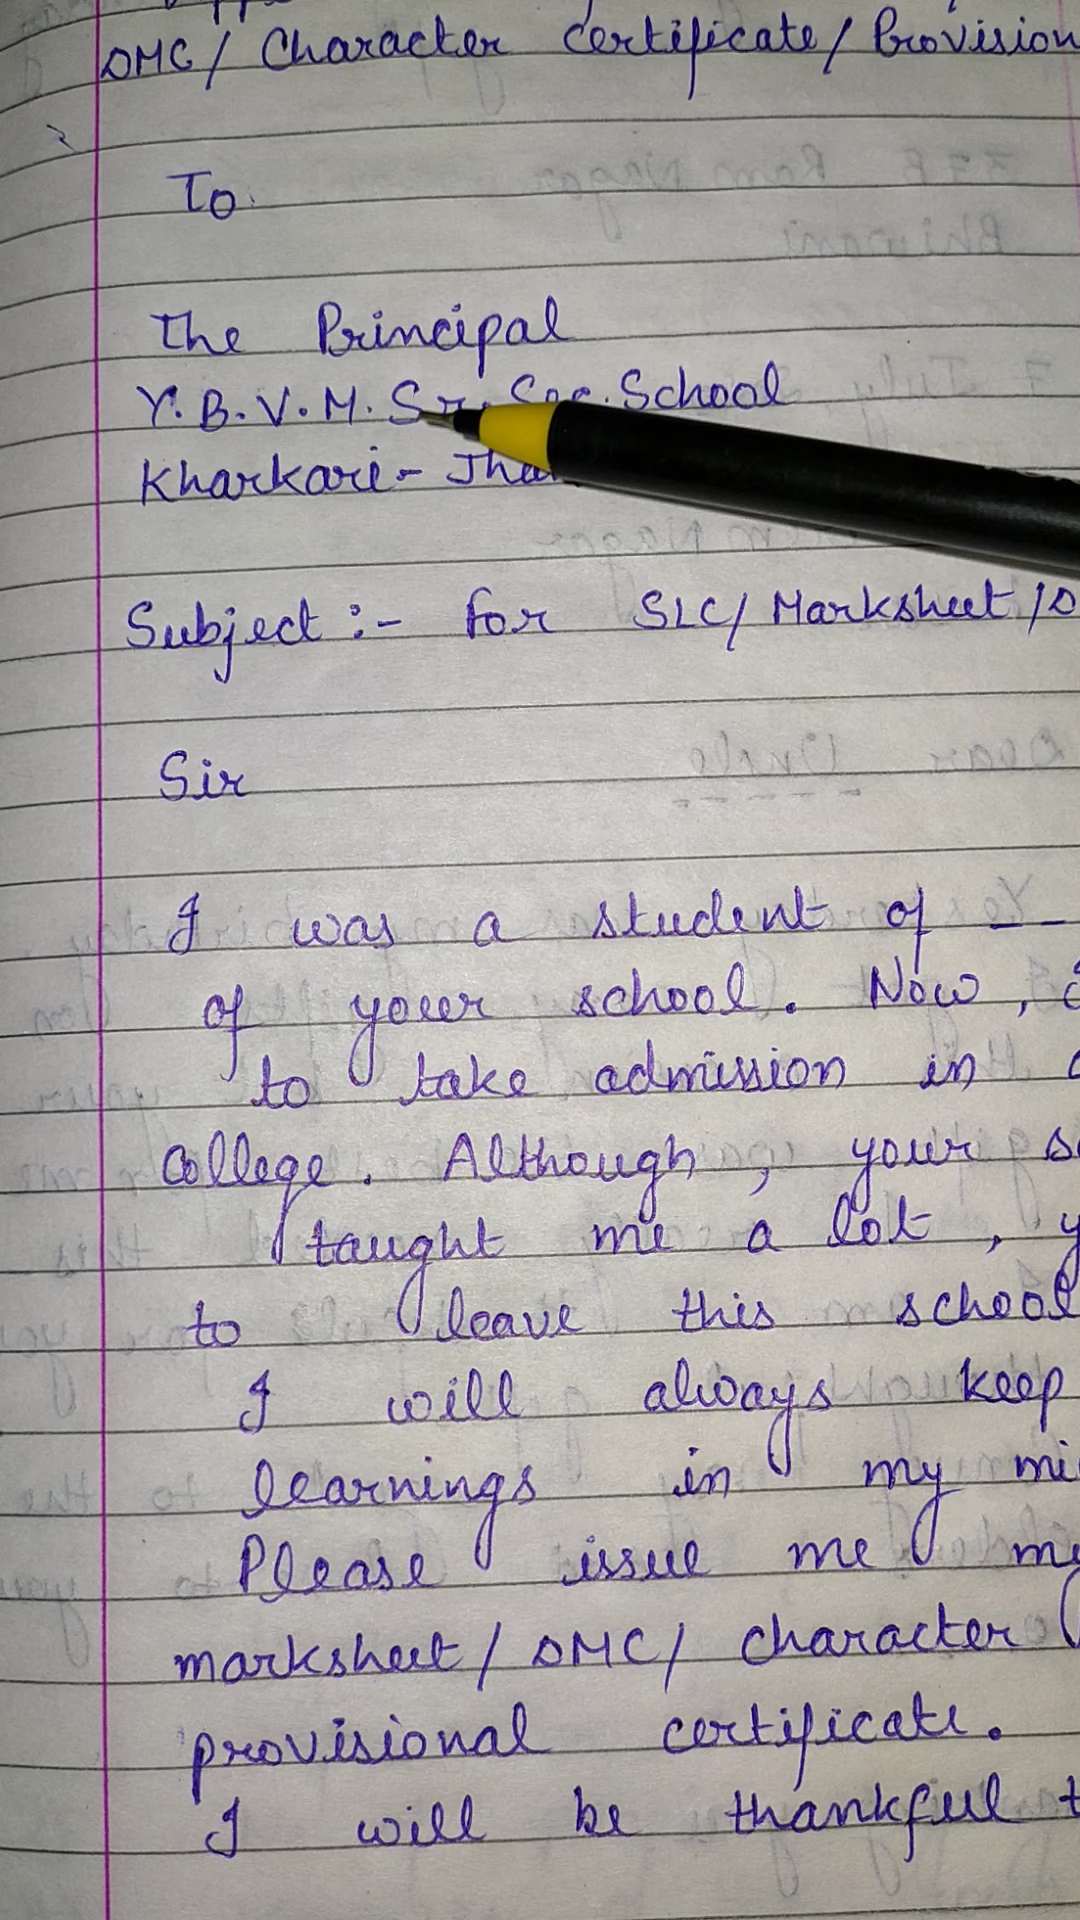 DMC/ Character Certificate/ Provision
To.
The Principal
Y. B. V. M. Sr. Sec. School
Kharkari-
Subject :- for SLC/ Marksheet /D
Sir
I was a student of _ _
of your school. Now,
to take admission in
College. Although, your
taught me a lot,
to leave this school
I will always keep
learnings in my
Please issue me
marksheet/ DMC/ character
provisional certificate.
I will be thankful